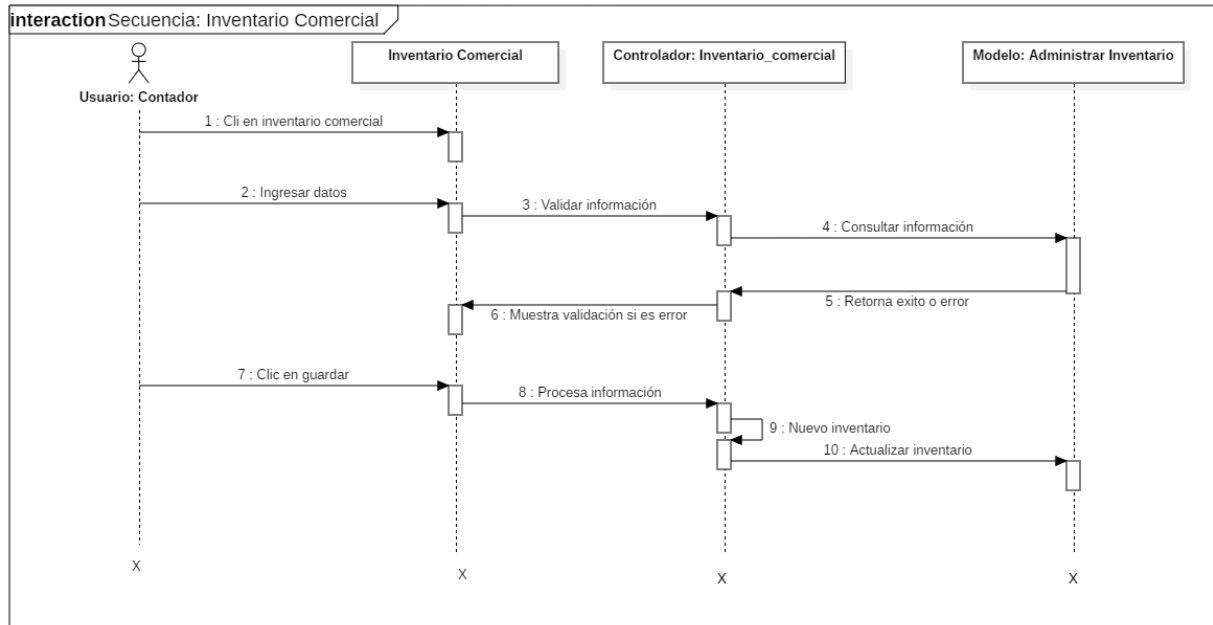 interaction Secuencia: Inventario Comercial
Usuario: Contador
Inventario Comercial
Controlador: Inventario_comercial
Modelo: Administrar Inventario
1 : Cli en inventario comercial
2 : Ingresar datos
3 : Validar información
4 : Consultar información
5 : Retorna exito o error
6 : Muestra validación si es error
7 : Clic en guardar
8 : Procesa información
9 : Nuevo inventario
10 : Actualizar inventario
X
X
X
X